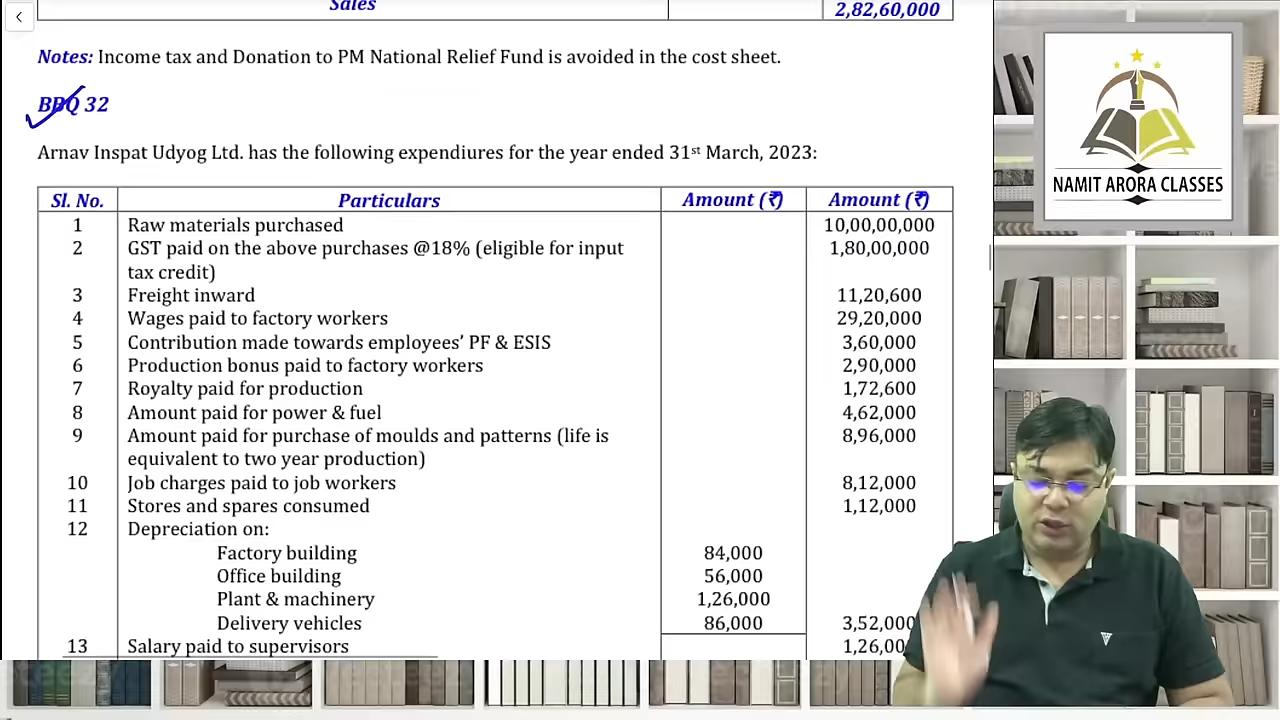 Sales 2,82,60,000
Notes: Income tax and Donation to PM National Relief Fund is avoided in the cost sheet.
BBQ 32
Arnav Inspat Udyog Ltd. has the following expendiures for the year ended 31st March, 2023:
Sl. No. Particulars Amount (₹) Amount (₹)
1 Raw materials purchased 10,00,00,000
2 GST paid on the above purchases @18% (eligible for input 1,80,00,000
tax credit)
3 Freight inward 11,20,600
4 Wages paid to factory workers 29,20,000
5 Contribution made towards employees' PF & ESIS 3,60,000
6 Production bonus paid to factory workers 2,90,000
7 Royalty paid for production 1,72,600
8 Amount paid for power & fuel 4,62,000
9 Amount paid for purchase of moulds and patterns (life is 8,96,000
equivalent to two year production)
10 Job charges paid to job workers 8,12,000
11 Stores and spares consumed 1,12,000
12 Depreciation on:
Factory building 84,000
Office building 56,000
Plant & machinery 1,26,000
Delivery vehicles 86,000 3,52,000
13 Salary paid to supervisors
NAMIT ARORA CLASSES